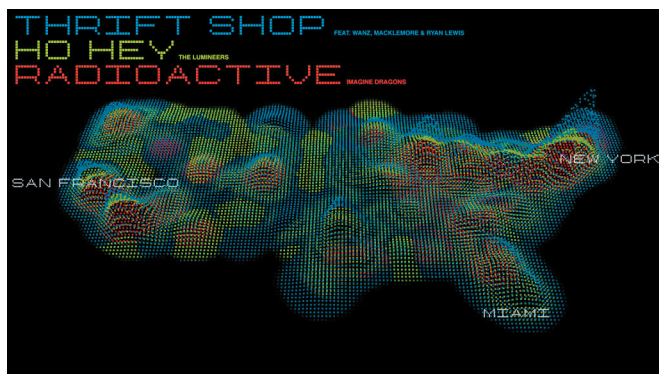 THRIFT SHOP FEAT. WANZ, MACKLEMORE & RYAN LEWIS
HO HEY THE LUMINEERS
RADIOACTIVE IMAGINE DRAGONS
NEW YORK
SAN FRANCISCO
MIAMI